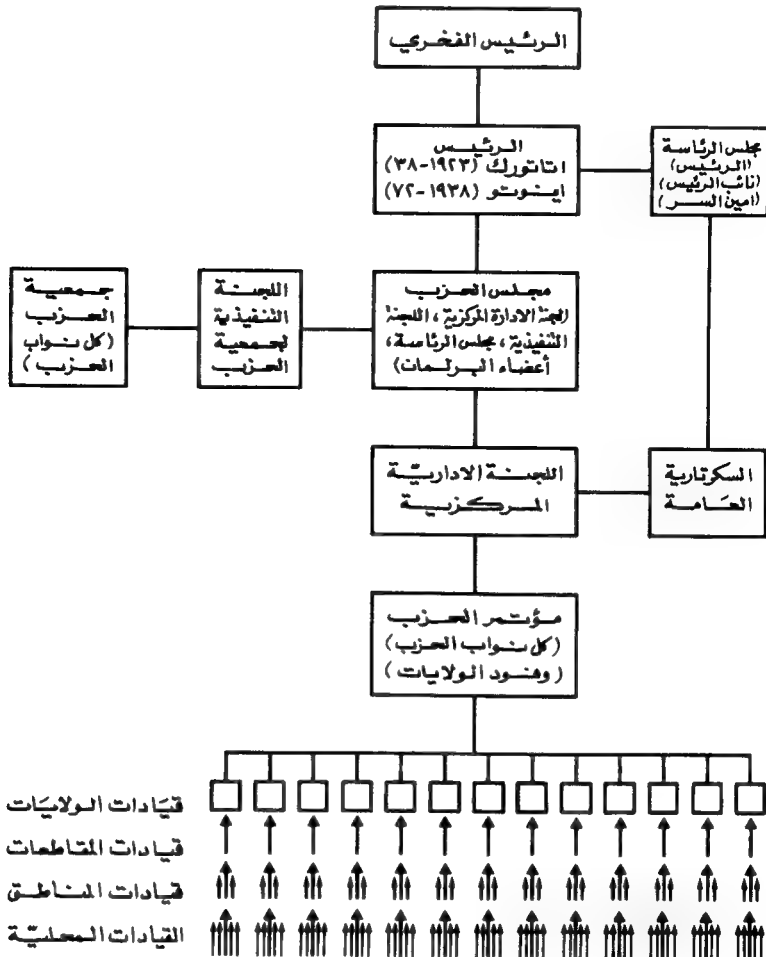 الرئيس الفخري
الرئيس
اتاتورك (١٩٢٣-٣٨)
اينونو (١٩٣٨-٧٢)
مجلس الرئاسة
(الرئيس)
(نائب الرئيس)
(امين السر)
مجلس الحزب
(لجنة الادارة المركزية، اللجنة
التنفيذية، مجلس الرئاسة،
أعضاء البرلمان)
اللجنة
التنفيذية
لجمعية
الحزب
جمعية
الحزب
(كل نواب
الحزب)
اللجنة الادارية
المركزية
السكرتارية
العامة
مؤتمر الحزب
(كل نواب الحزب)
(وفود الولايات)
قيادات الولايات
قيادات المقاطعات
قيادات المناطق
القيادات المحلية